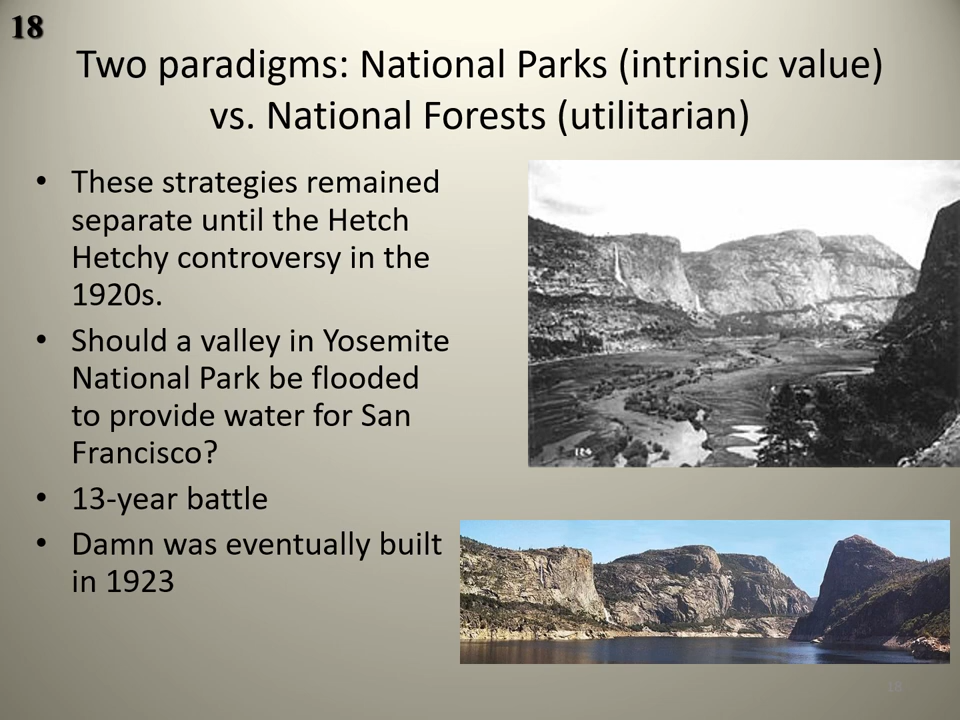 18
Two paradigms: National Parks (intrinsic value)
vs. National Forests (utilitarian)
• These strategies remained
separate until the Hetch
Hetchy controversy in the
1920s.
• Should a valley in Yosemite
National Park be flooded
to provide water for San
Francisco?
• 13-year battle
• Damn was eventually built
in 1923
18